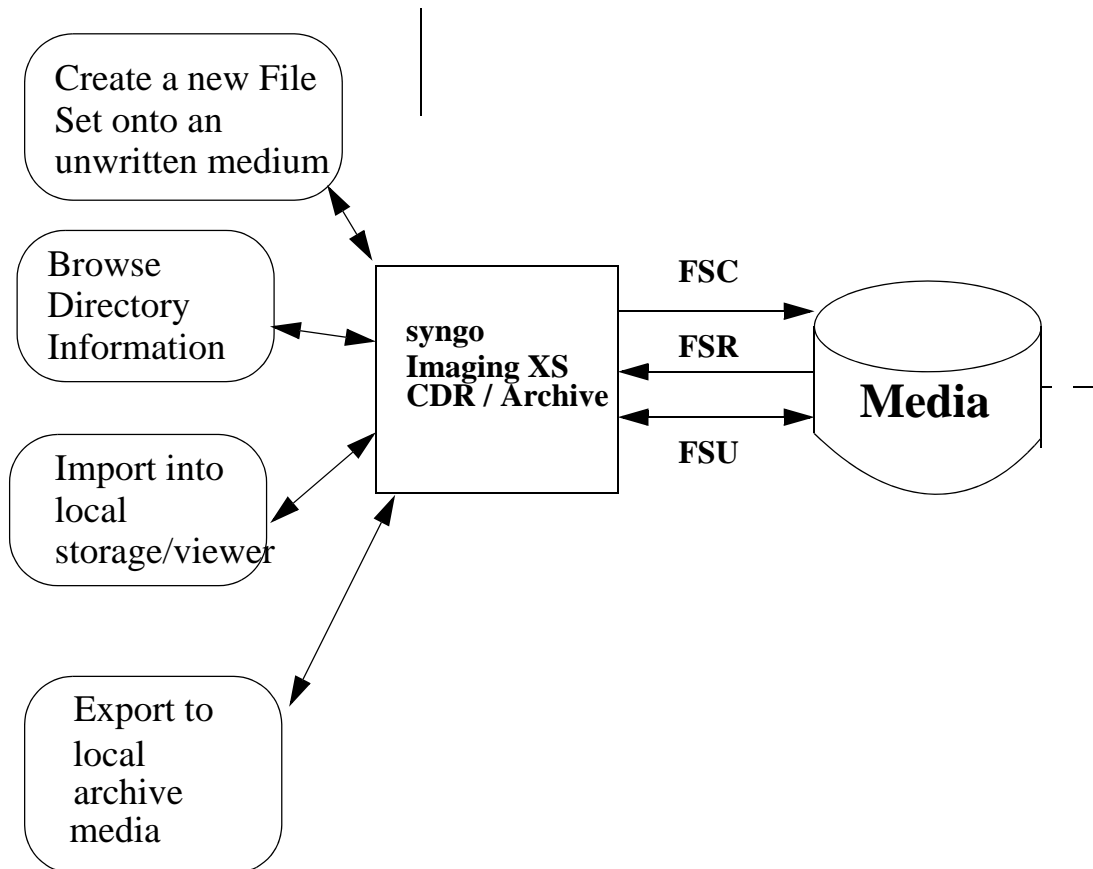 Create a new File
Set onto an
unwritten medium
Browse
Directory
Information
Import into
local
storage/viewer
Export to
local
archive
media
syngo
Imaging XS
CDR / Archive
FSC
FSR
FSU
Media